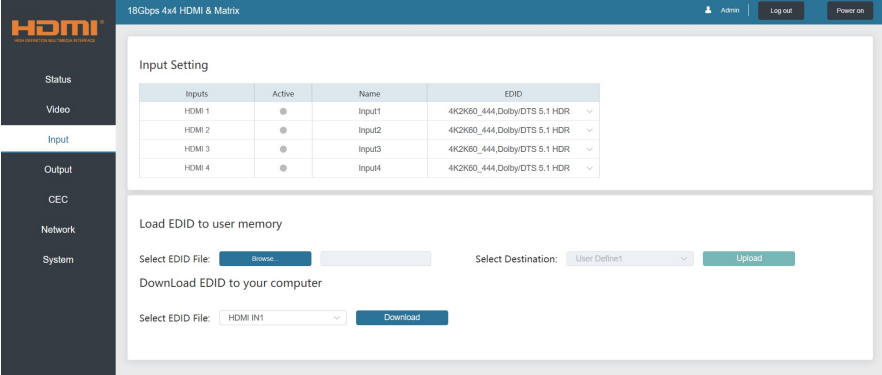 HDMI®
HIGH DEFINITION MULTIMEDIA INTERFACE
18Gbps 4x4 HDMI & Matrix
Admin
Log out
Power on
Status
Video
Input
Output
CEC
Network
System
Input Setting
Inputs Active Name EDID
HDMI 1 Input1 4K2K60_444,Dolby/DTS 5.1 HDR
HDMI 2 Input2 4K2K60_444,Dolby/DTS 5.1 HDR
HDMI 3 Input3 4K2K60_444,Dolby/DTS 5.1 HDR
HDMI 4 Input4 4K2K60_444,Dolby/DTS 5.1 HDR
Load EDID to user memory
Select EDID File: Browse... Select Destination: User Define1 Upload
DownLoad EDID to your computer
Select EDID File: HDMI IN1 Download